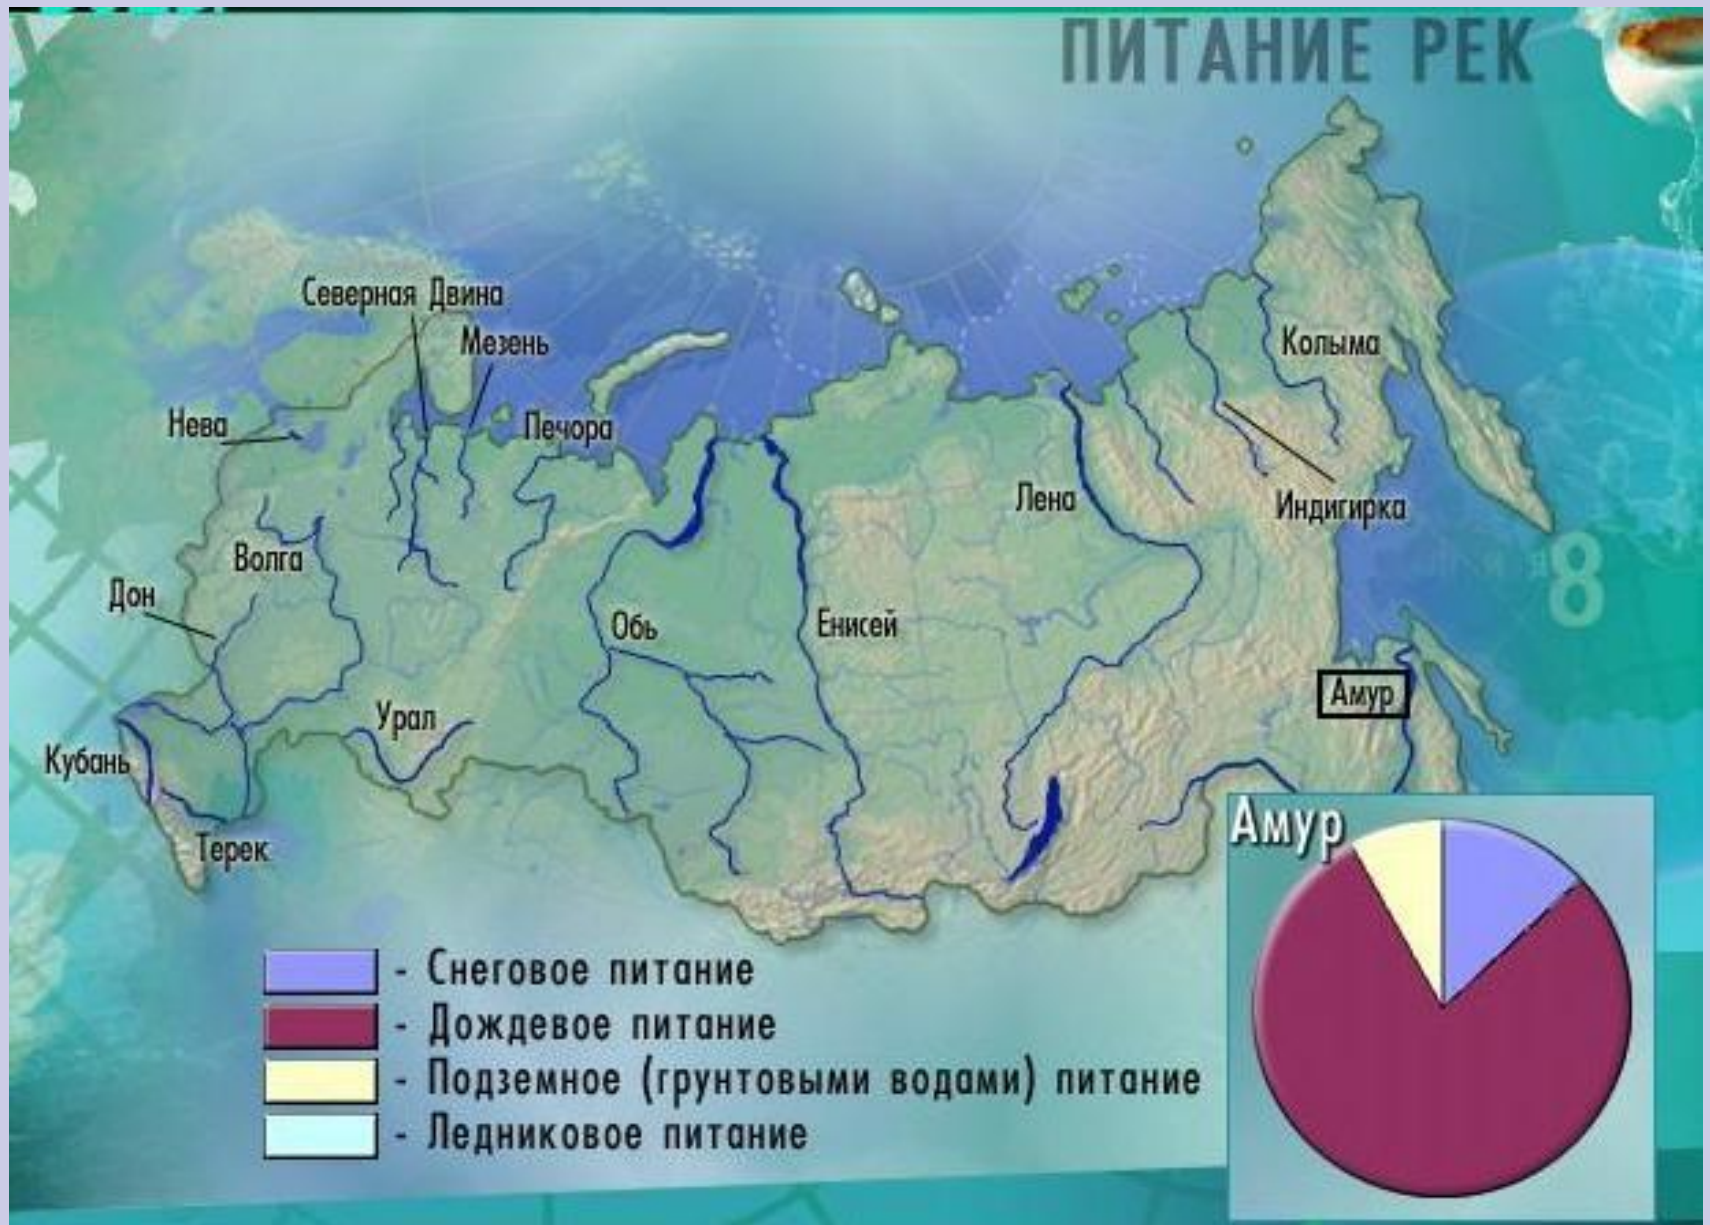 ПИТАНИЕ РЕК
Северная Двина
Мезень
Колыма
Нева
Печора
Лена
Индигирка
Волга
8
Дон
Обь
Енисей
Амур
Урал
Кубань
Терек
Амур
- Снеговое питание
- Дождевое питание
- Подземное (грунтовыми водами) питание
- Ледниковое питание